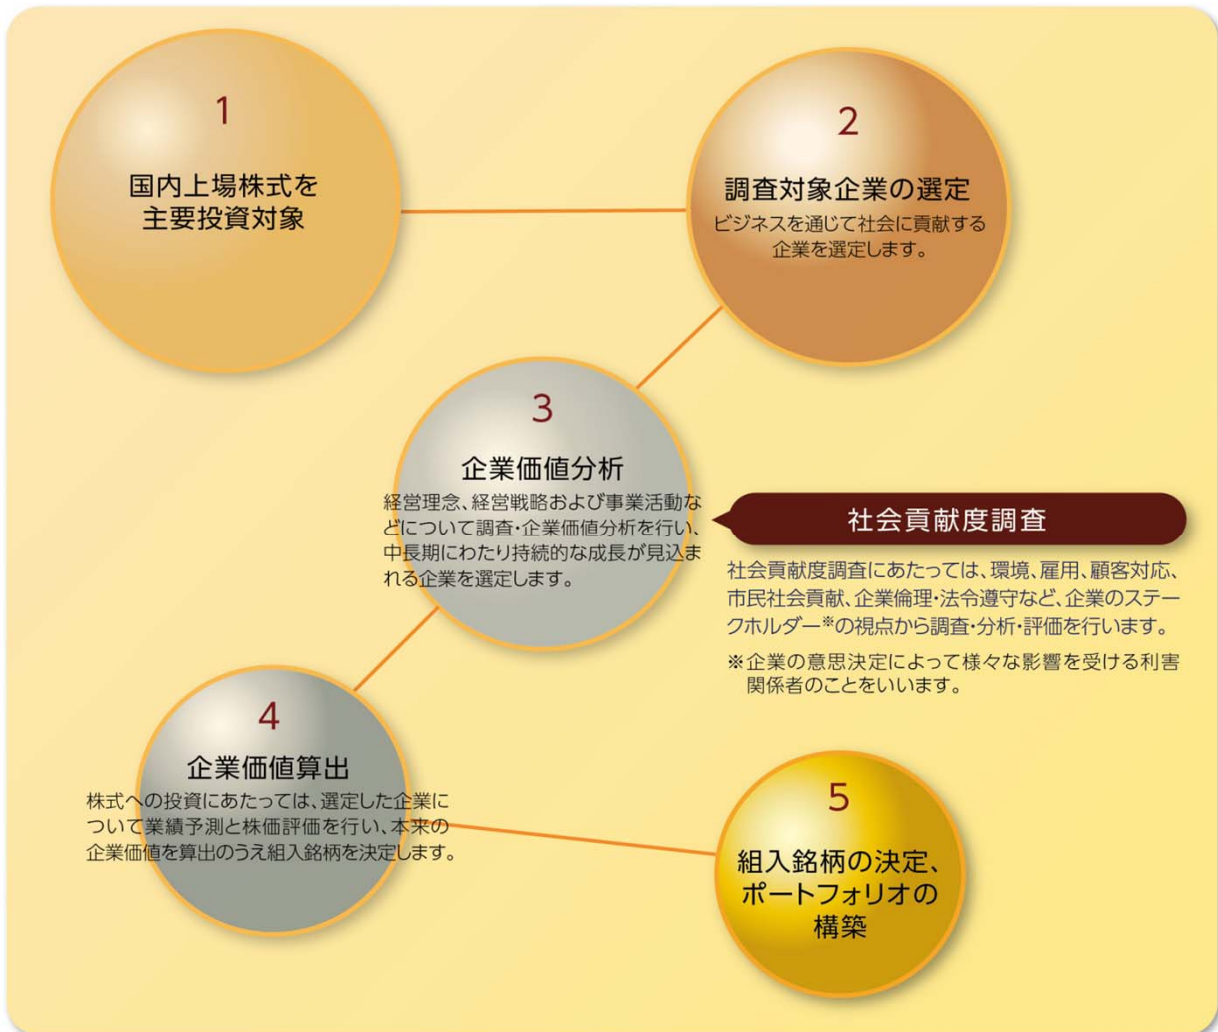 1
国内上場株式を
主要投資対象
2
調査対象企業の選定
ビジネスを通じて社会に貢献する
企業を選定します。
3
企業価値分析
経営理念、経営戦略および事業活動な
どについて調査・企業価値分析を行い、
中長期にわたり持続的な成長が見込ま
れる企業を選定します。
社会貢献度調査
社会貢献度調査にあたっては、環境、雇用、顧客対応、
市民社会貢献、企業倫理・法令遵守など、企業のステー
クホルダー※の視点から調査・分析・評価を行います。
※企業の意思決定によって様々な影響を受ける利害
関係者のことをいいます。
4
企業価値算出
株式への投資にあたっては、選定した企業に
ついて業績予測と株価評価を行い、本来の
企業価値を算出のうえ組入銘柄を決定します。
5
組入銘柄の決定、
ポートフォリオの
構築